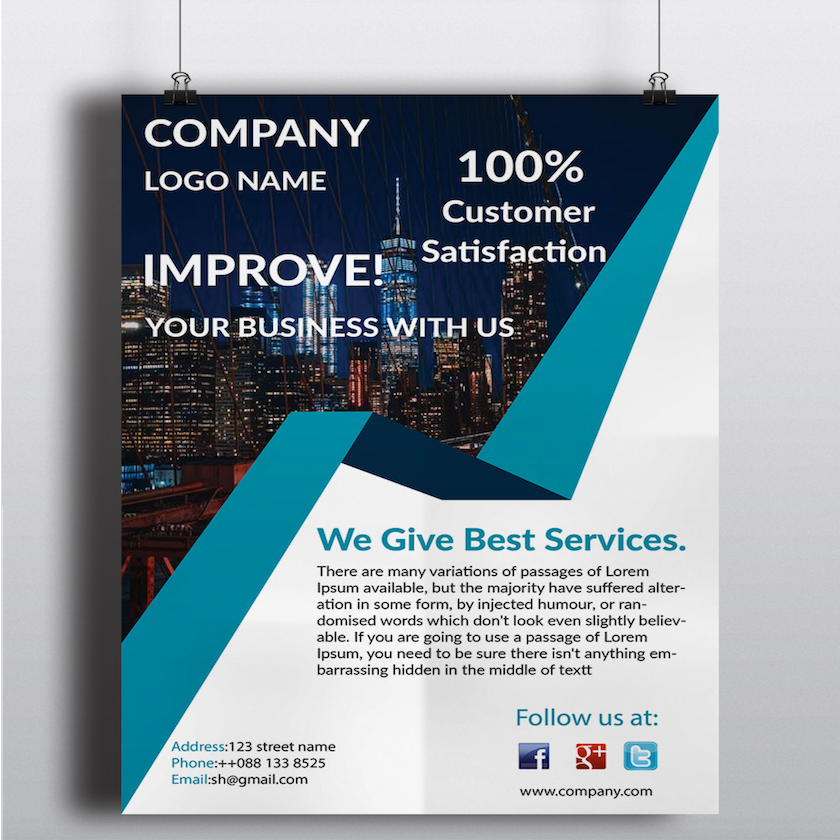 COMPANY
LOGO NAME
100%
Customer
Satisfaction
IMPROVE!
YOUR BUSINESS WITH US
We Give Best Services.
There are many variations of passages of Lorem
Ipsum available, but the majority have suffered alter-
ation in some form, by injected humour, or ran-
domised words which don't look even slightly believ-
able. If you are going to use a passage of Lorem
Ipsum, you need to be sure there isn't anything em-
barrassing hidden in the middle of textt
Follow us at:
Address:123 street name
Phone:++088 133 8525
Email:sh@gmail.com
f g+ t
www.company.com